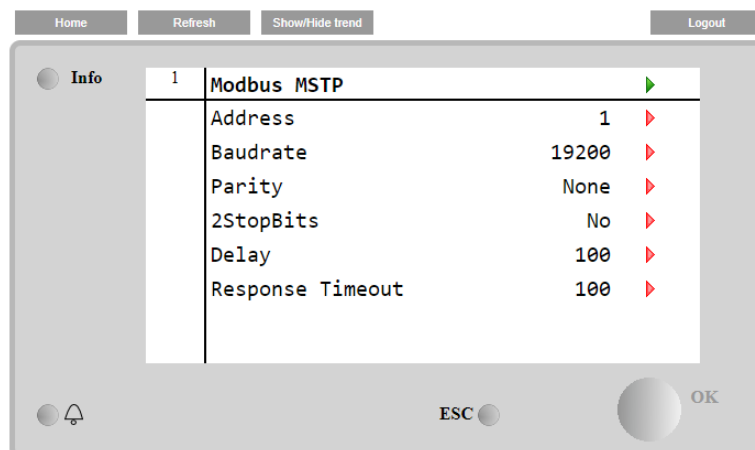 Home Refresh Show/Hide trend Logout
Info 1 Modbus MSTP
Address 1
Baudrate 19200
Parity None
2StopBits No
Delay 100
Response Timeout 100
ESC OK